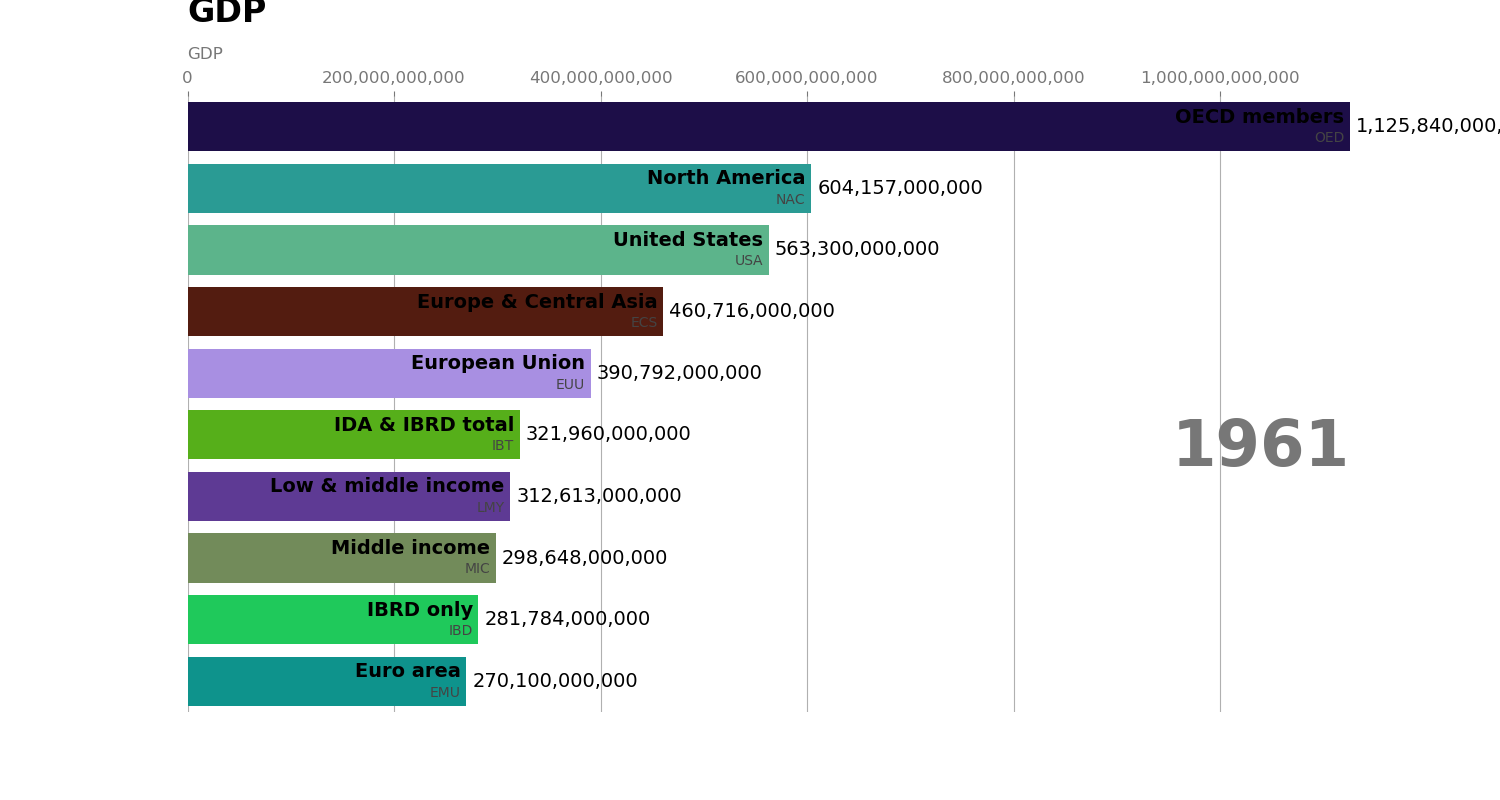 GDP
GDP
0 200,000,000,000 400,000,000,000 600,000,000,000 800,000,000,000 1,000,000,000,000
OECD members
OED
1,125,840,000,
North America
NAC
604,157,000,000
United States
USA
563,300,000,000
Europe & Central Asia
ECS
460,716,000,000
European Union
EUU
390,792,000,000
IDA & IBRD total
IBT
321,960,000,000
1961
Low & middle income
LMY
312,613,000,000
Middle income
MIC
298,648,000,000
IBRD only
IBD
281,784,000,000
Euro area
EMU
270,100,000,000